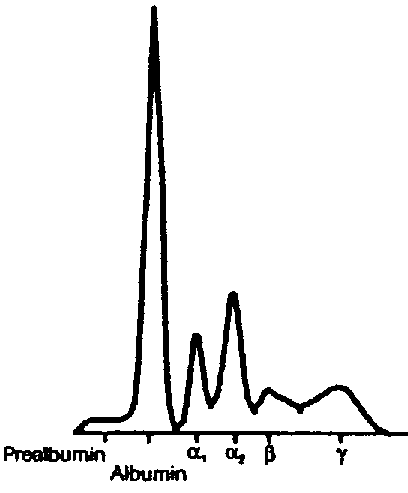 Prealbumin α₁ α₂ β γ
Albumin